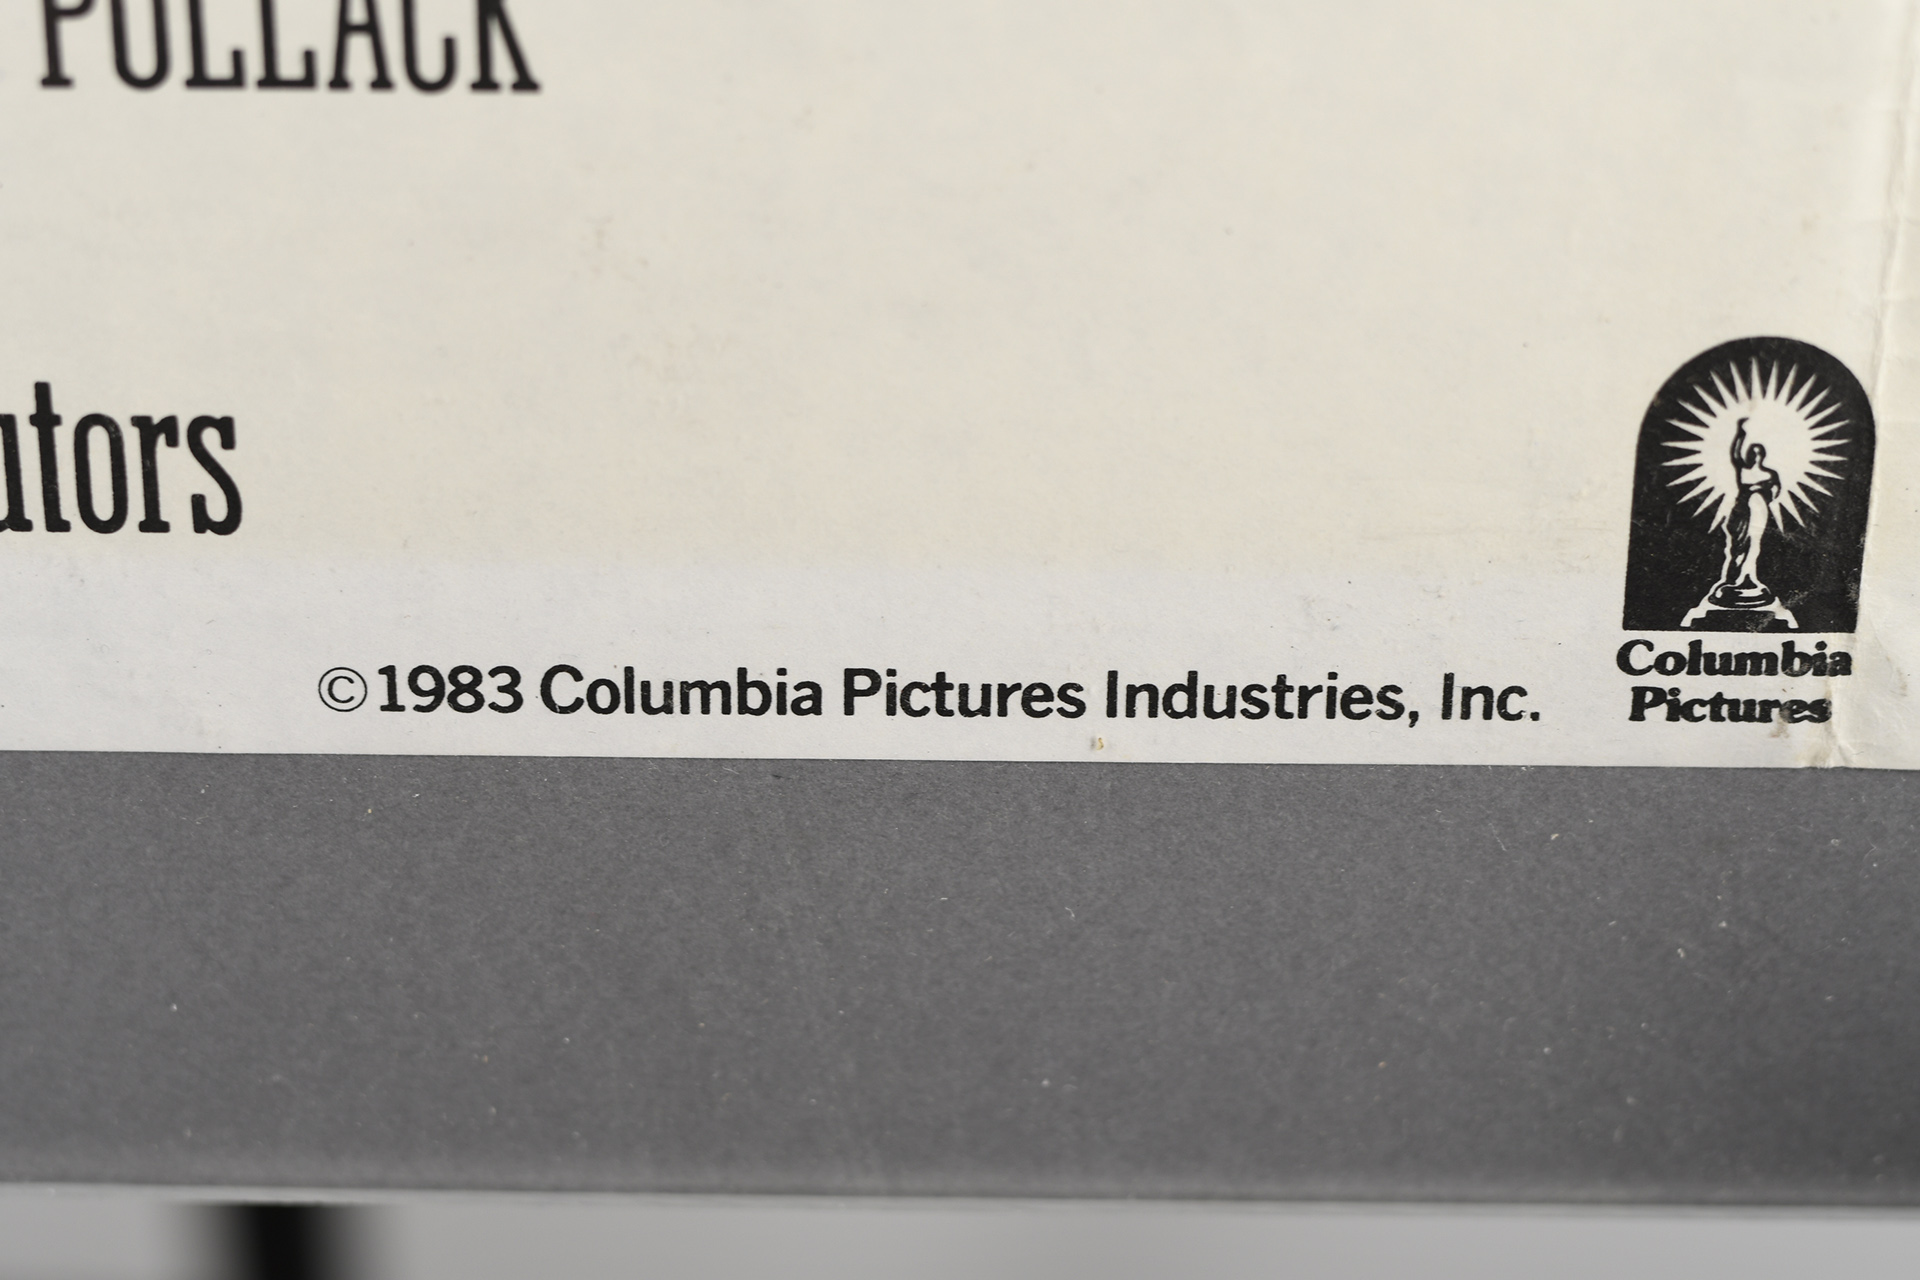 POLLACK
utors
©1983 Columbia Pictures Industries, Inc.
Columbia
Pictures